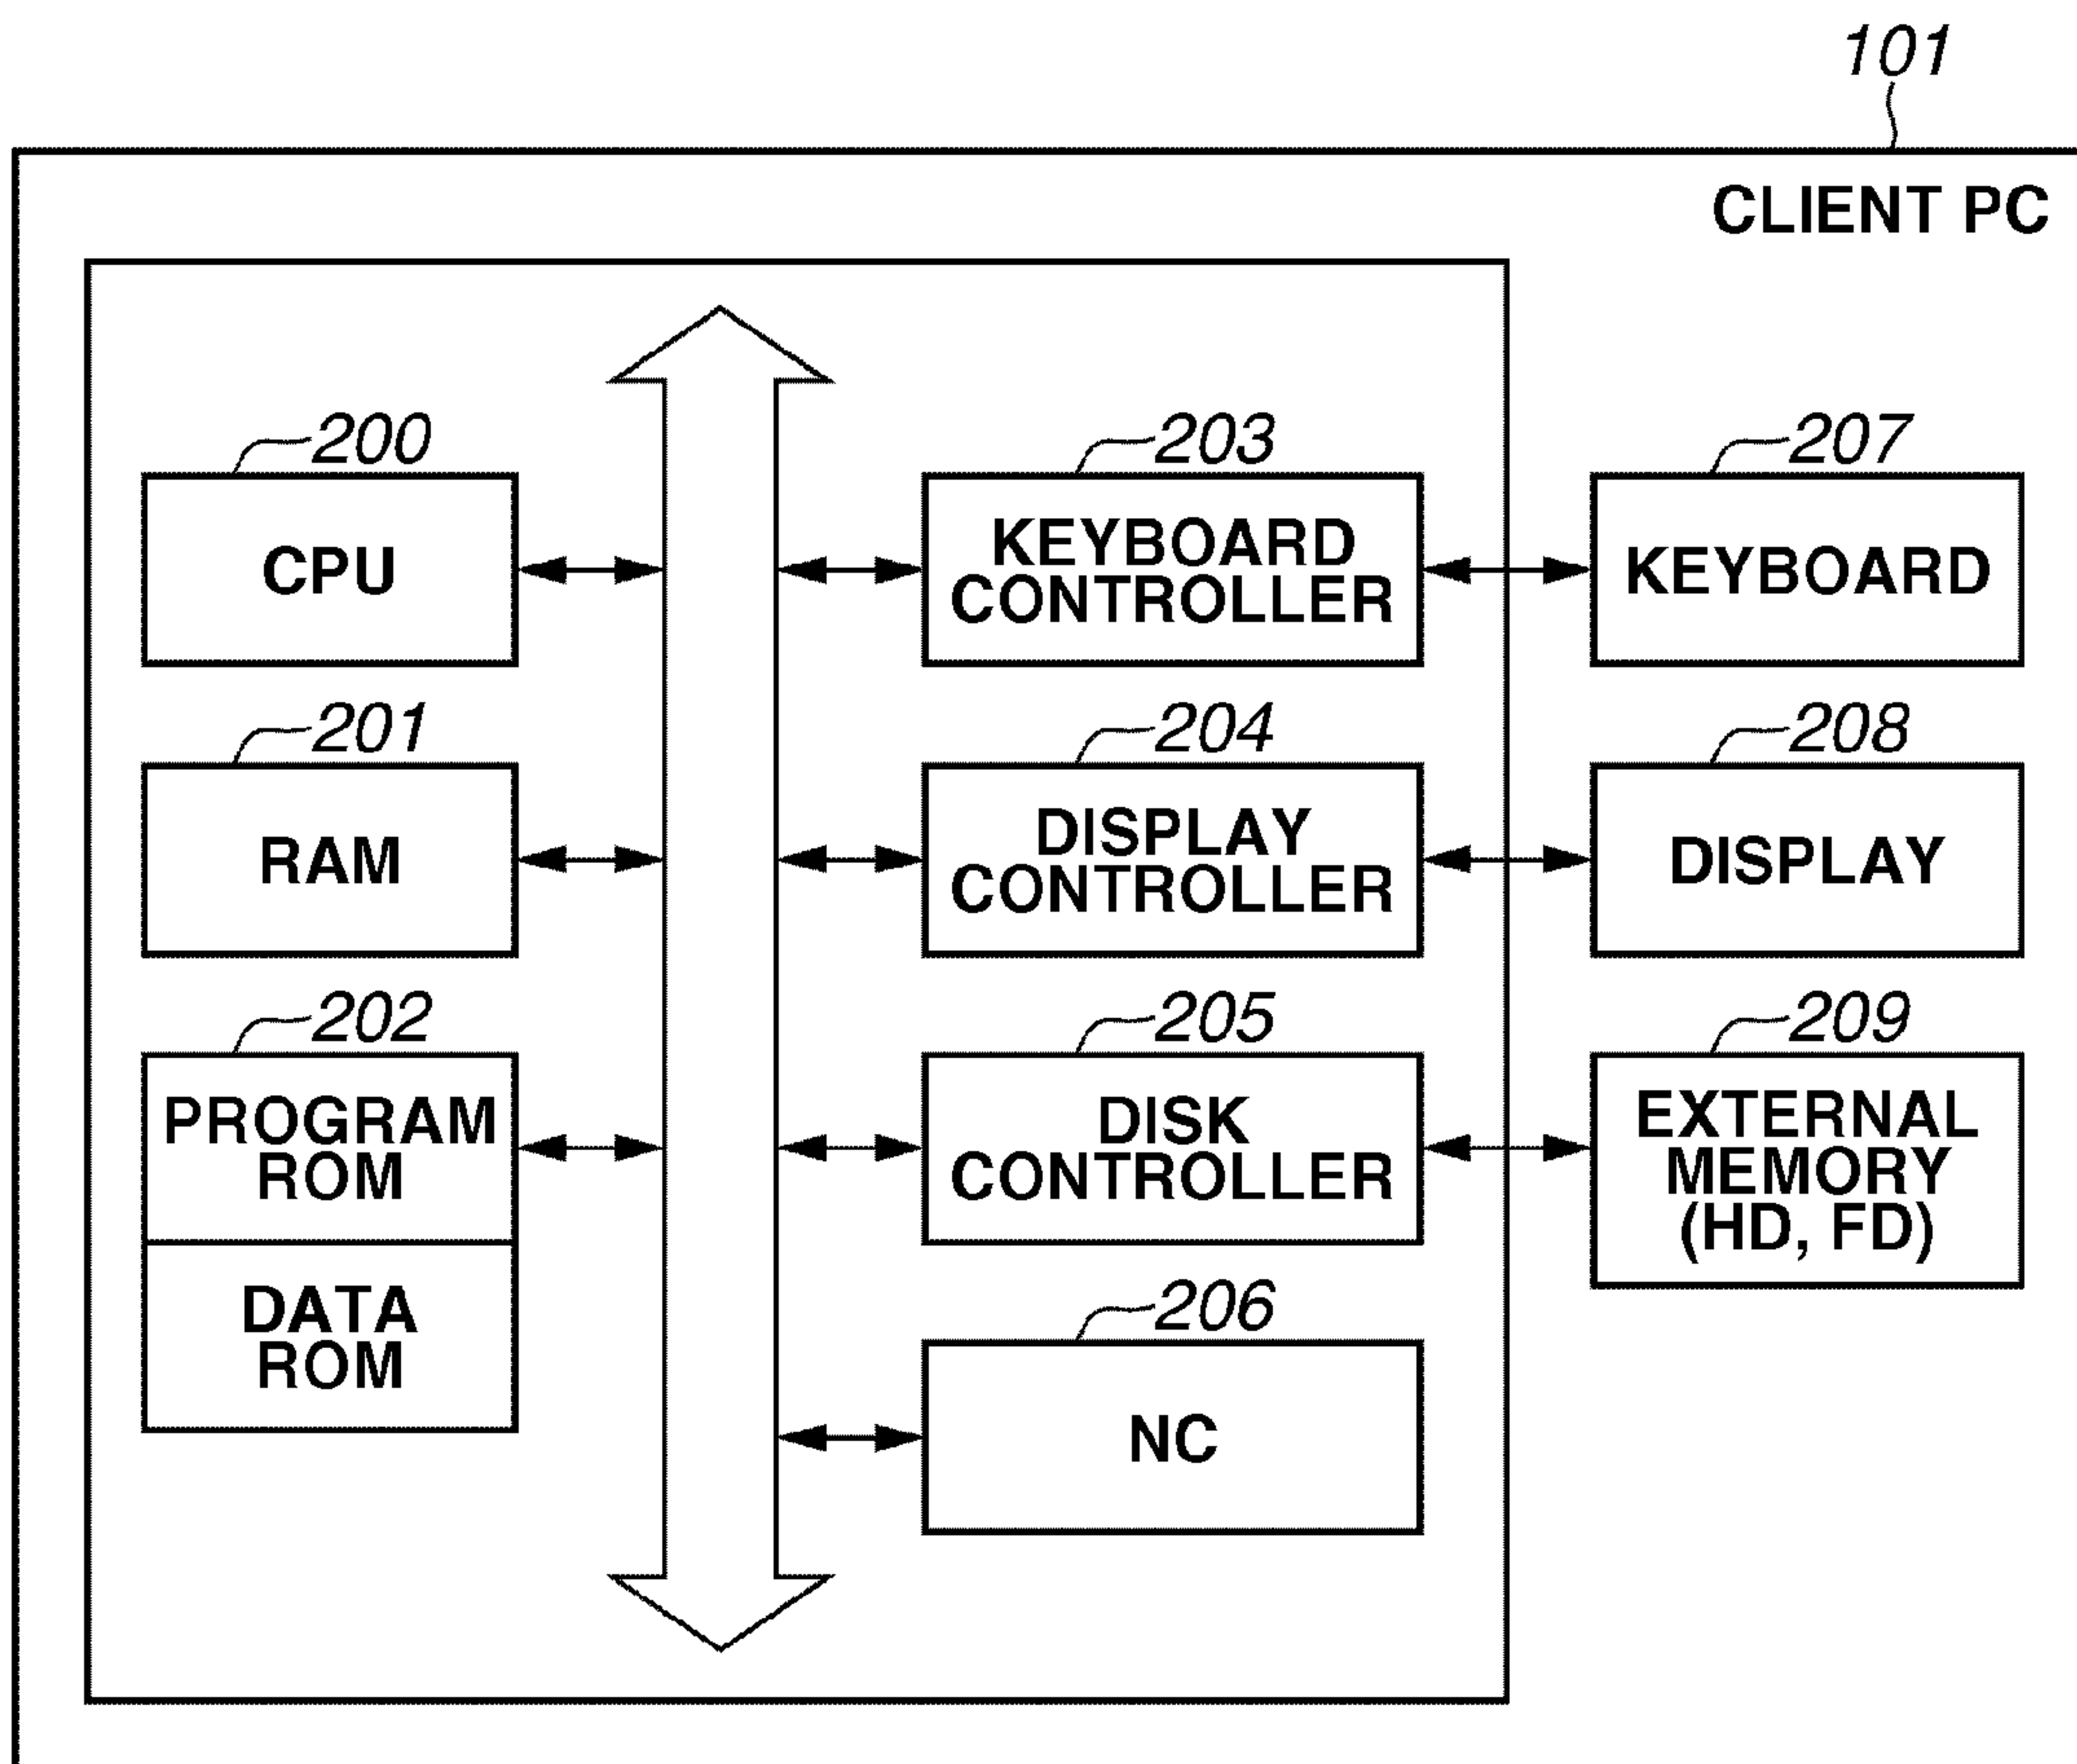 101
CLIENT PC
200
CPU
203
KEYBOARD
CONTROLLER
207
KEYBOARD
201
RAM
204
DISPLAY
CONTROLLER
208
DISPLAY
202
PROGRAM
ROM
DATA
ROM
205
DISK
CONTROLLER
209
EXTERNAL
MEMORY
(HD, FD)
206
NC